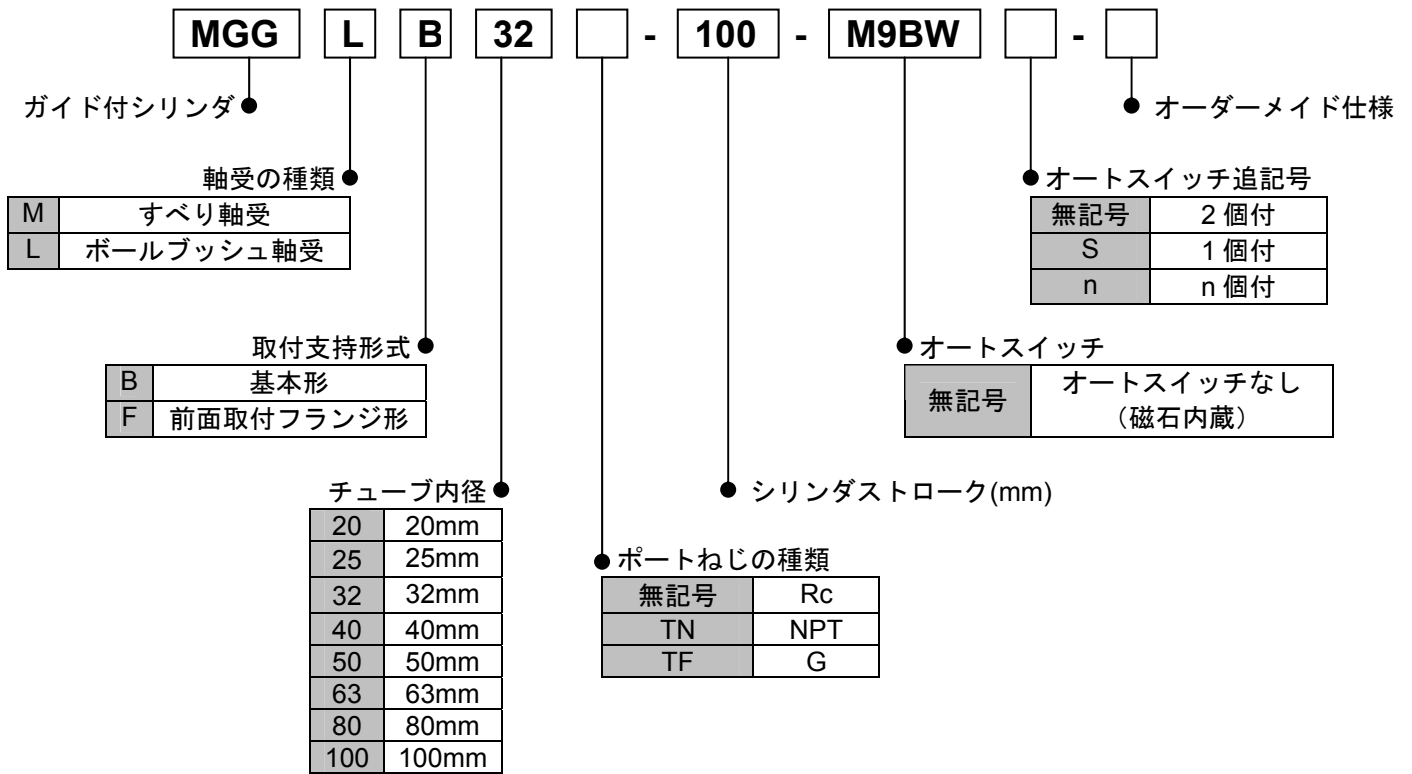 MGG L B 32 - 100 - M9BW -
ガイド付シリンダ
オーダーメイド仕様
軸受の種類
M すべり軸受
L ボールブッシュ軸受
オートスイッチ追記号
無記号 2個付
S 1個付
n n個付
取付支持形式
B 基本形
F 前面取付フランジ形
オートスイッチ
無記号 オートスイッチなし
（磁石内蔵）
チューブ内径
20 20mm
25 25mm
32 32mm
40 40mm
50 50mm
63 63mm
80 80mm
100 100mm
シリンダストローク(mm)
ポートねじの種類
無記号 Rc
TN NPT
TF G